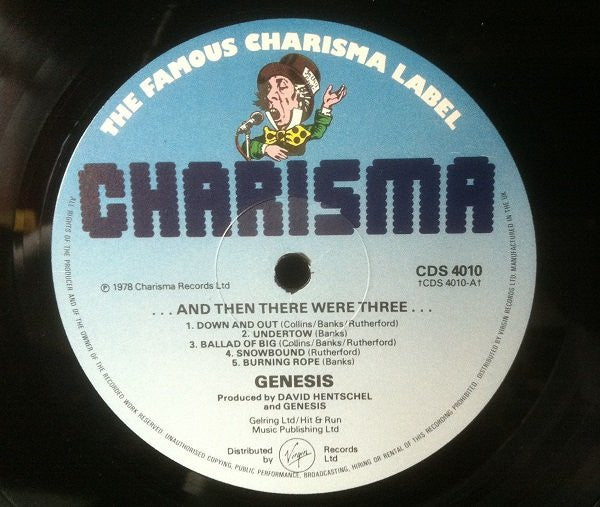 THE FAMOUS CHARISMA LABEL
CHARISMA
CDS 4010
†CDS 4010-A†
℗ 1978 Charisma Records Ltd
. . . AND THEN THERE WERE THREE . . .
1. DOWN AND OUT (Collins/Banks/Rutherford)
2. UNDERTOW (Banks)
3. BALLAD OF BIG (Collins/Banks/Rutherford)
4. SNOWBOUND (Rutherford)
5. BURNING ROPE (Banks)
GENESIS
Produced by DAVID HENTSCHEL
and GENESIS
Gelring Ltd/Hit & Run
Music Publishing Ltd
Distributed by Virgin Records Ltd
ALL RIGHTS OF THE PRODUCER AND OF THE OWNER OF THE RECORDED WORK RESERVED. UNAUTHORISED COPYING, PUBLIC PERFORMANCE, BROADCASTING, HIRING OR RENTAL OF THIS RECORDING PROHIBITED. DISTRIBUTED BY VIRGIN RECORDS LTD. MANUFACTURED IN THE UK.